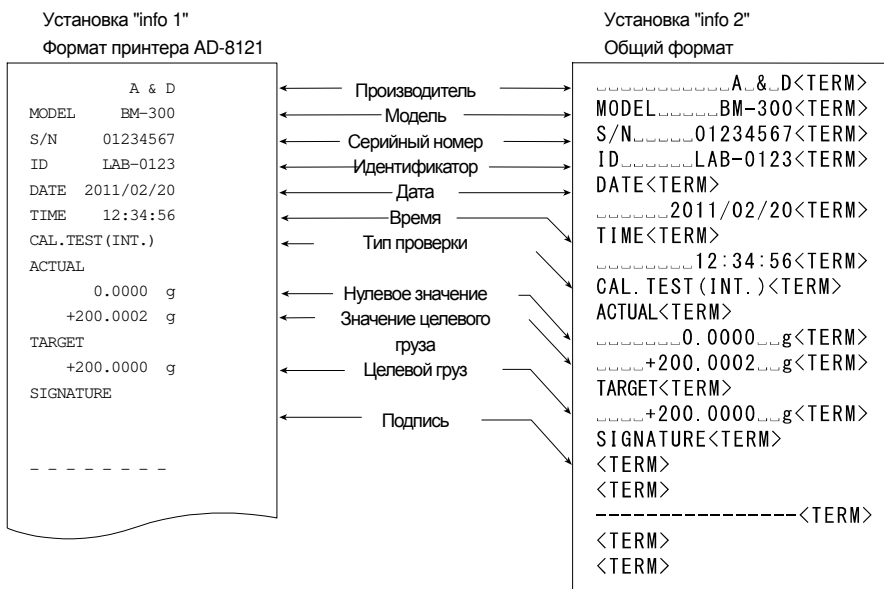 Установка "info 1"
Формат принтера AD-8121
A & D
MODEL BM-300
S/N 01234567
ID LAB-0123
DATE 2011/02/20
TIME 12:34:56
CAL.TEST(INT.)
ACTUAL
0.0000 g
+200.0002 g
TARGET
+200.0000 g
SIGNATURE
_ _ _ _ _ _ _ _
Производитель
Модель
Серийный номер
Идентификатор
Дата
Время
Тип проверки
Нулевое значение
Значение целевого
груза
Целевой груз
Подпись
Установка "info 2"
Общий формат
␣␣␣␣␣␣␣␣␣␣␣A␣&␣D<TERM>
MODEL␣␣␣␣␣BM-300<TERM>
S/N␣␣␣␣␣01234567<TERM>
ID␣␣␣␣␣␣LAB-0123<TERM>
DATE<TERM>
␣␣␣␣␣␣2011/02/20<TERM>
TIME<TERM>
␣␣␣␣␣␣␣␣12:34:56<TERM>
CAL.TEST(INT.)<TERM>
ACTUAL<TERM>
␣␣␣␣␣␣␣0.0000␣␣g<TERM>
␣␣␣␣+200.0002␣␣g<TERM>
TARGET<TERM>
␣␣␣␣+200.0000␣␣g<TERM>
SIGNATURE<TERM>
<TERM>
<TERM>
----------------<TERM>
<TERM>
<TERM>